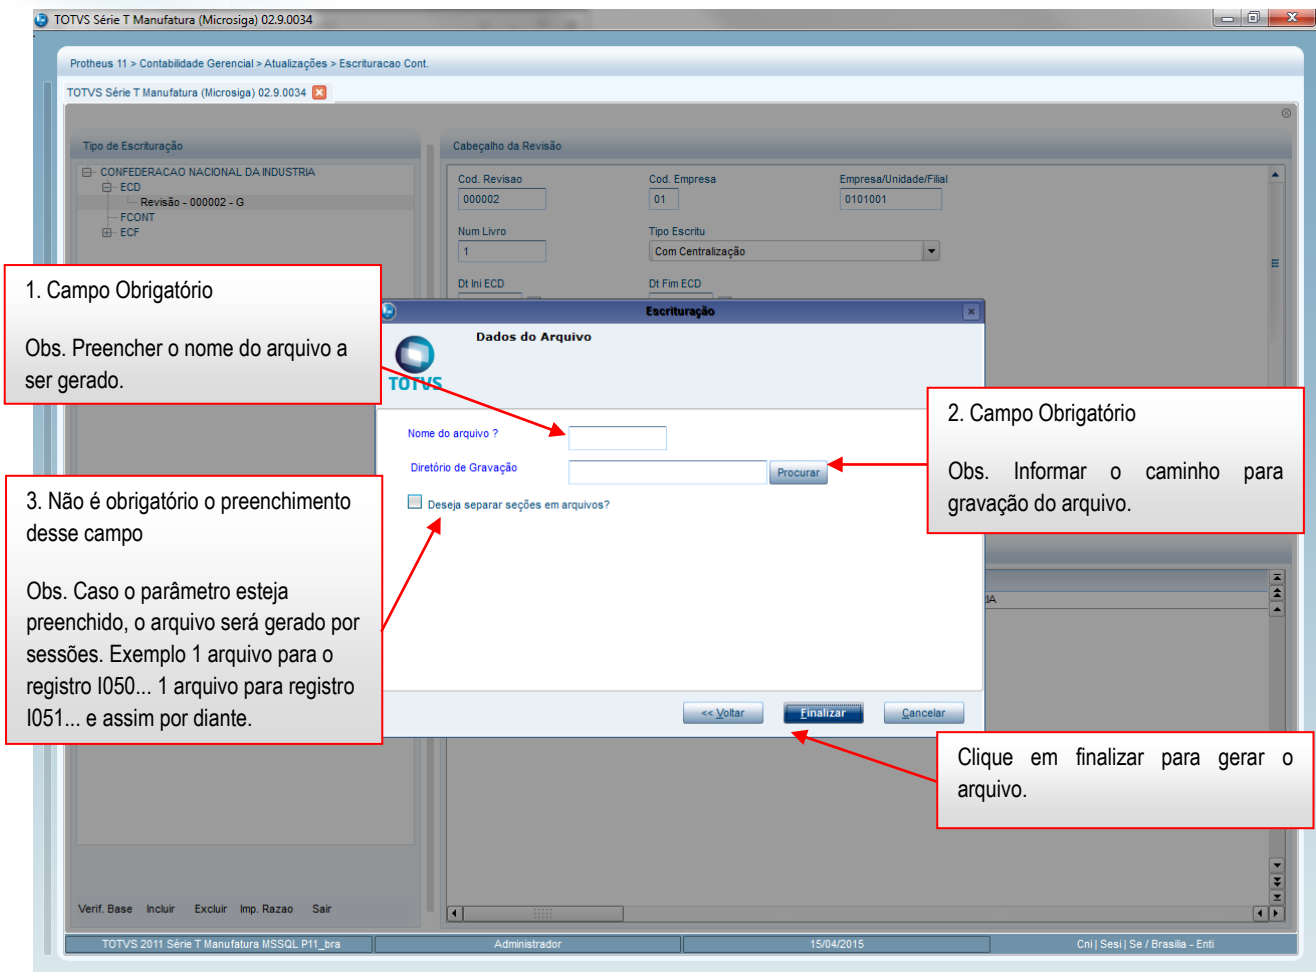 TOTVS Série T Manufatura (Microsiga) 02.9.0034
Protheus 11 > Contabilidade Gerencial > Atualizações > Escrituracao Cont.
TOTVS Série T Manufatura (Microsiga) 02.9.0034
Tipo de Escrituração
Cabeçalho da Revisão
CONFEDERACAO NACIONAL DA INDUSTRIA
ECD
Revisão - 000002 - G
FCONT
ECF
Cod. Revisao
Cod. Empresa
Empresa/Unidade/Filial
000002
01
0101001
Num Livro
Tipo Escritu
1
Com Centralização
Dt Ini ECD
Dt Fim ECD
1. Campo Obrigatório
Obs. Preencher o nome do arquivo a
ser gerado.
Escrituração
Dados do Arquivo
TOTVS
Nome do arquivo ?
Diretório de Gravação
Procurar
Deseja separar seções em arquivos?
2. Campo Obrigatório
Obs. Informar o caminho para
gravação do arquivo.
3. Não é obrigatório o preenchimento
desse campo
Obs. Caso o parâmetro esteja
preenchido, o arquivo será gerado por
sessões. Exemplo 1 arquivo para o
registro I050... 1 arquivo para registro
I051... e assim por diante.
IA
<< Voltar
Finalizar
Cancelar
Clique em finalizar para gerar o
arquivo.
Verif. Base Incluir Excluir Imp. Razao Sair
TOTVS 2011 Série T Manufatura MSSQL P11_bra
Administrador
15/04/2015
Cni | Sesi | Se / Brasilia - Enti